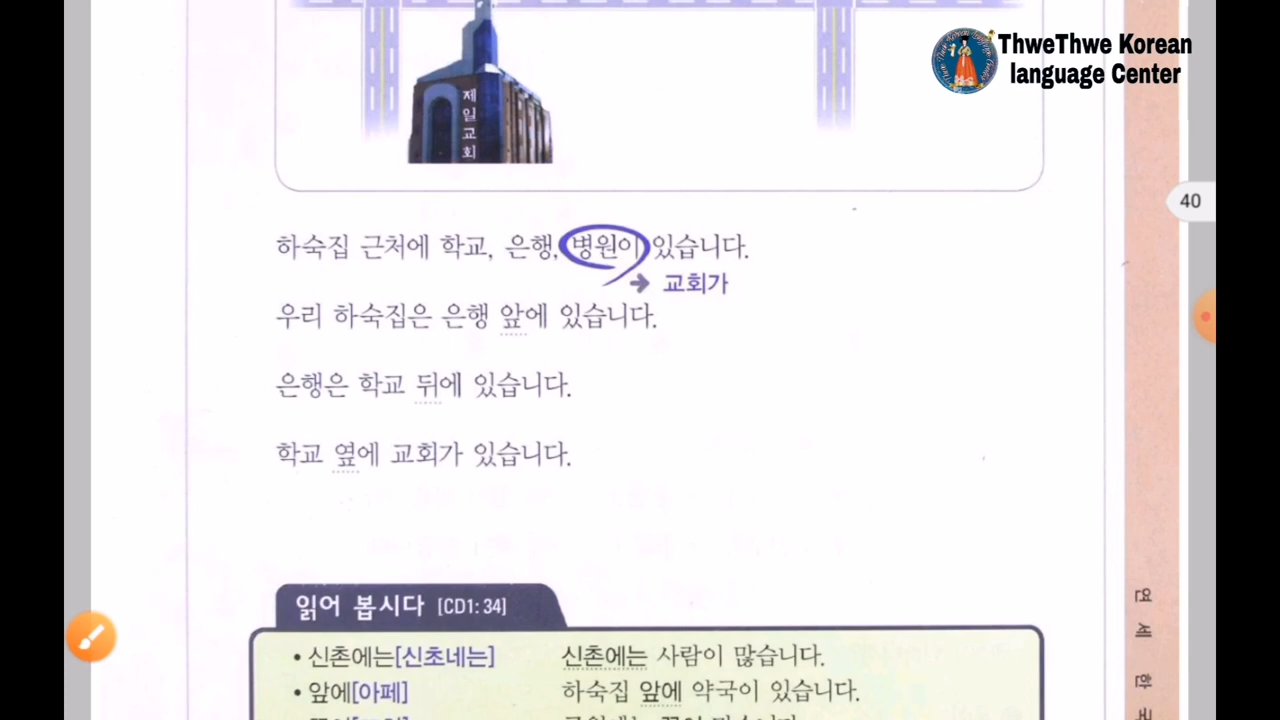 ThweThwe Korean
language Center
제일교회
40
하숙집 근처에 학교, 은행, 병원이 있습니다.
→ 교회가
우리 하숙집은 은행 앞에 있습니다.
은행은 학교 뒤에 있습니다.
학교 옆에 교회가 있습니다.
읽어 봅시다 [CD1: 34]
• 신촌에는[신초네는] 신촌에는 사람이 많습니다.
• 앞에[아페] 하숙집 앞에 약국이 있습니다.
연세 한국